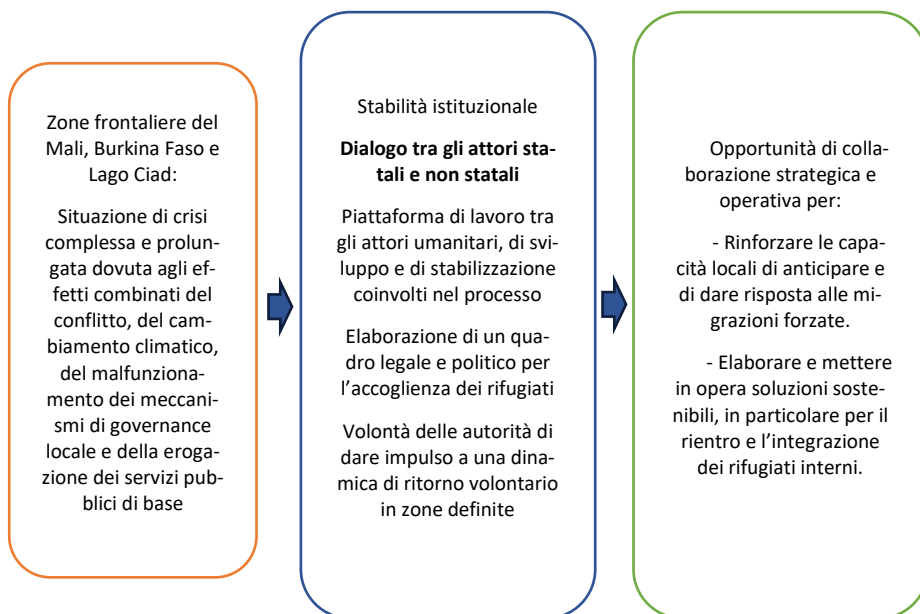 Zone frontaliere del
Mali, Burkina Faso e
Lago Ciad:
Situazione di crisi
complessa e prolun-
gata dovuta agli ef-
fetti combinati del
conflitto, del cam-
biamento climatico,
del malfunziona-
mento dei meccani-
smi di governance
locale e della eroga-
zione dei servizi pub-
blici di base
Stabilità istituzionale
Dialogo tra gli attori sta-
tali e non statali
Piattaforma di lavoro tra
gli attori umanitari, di svi-
luppo e di stabilizzazione
coinvolti nel processo
Elaborazione di un qua-
dro legale e politico per
l’accoglienza dei rifugiati
Volontà delle autorità di
dare impulso a una dina-
mica di ritorno volontario
in zone definite
Opportunità di colla-
borazione strategica e
operativa per:
- Rinforzare le capa-
cità locali di anticipare e
di dare risposta alle mi-
grazioni forzate.
- Elaborare e mettere
in opera soluzioni soste-
nibili, in particolare per il
rientro e l’integrazione
dei rifugiati interni.